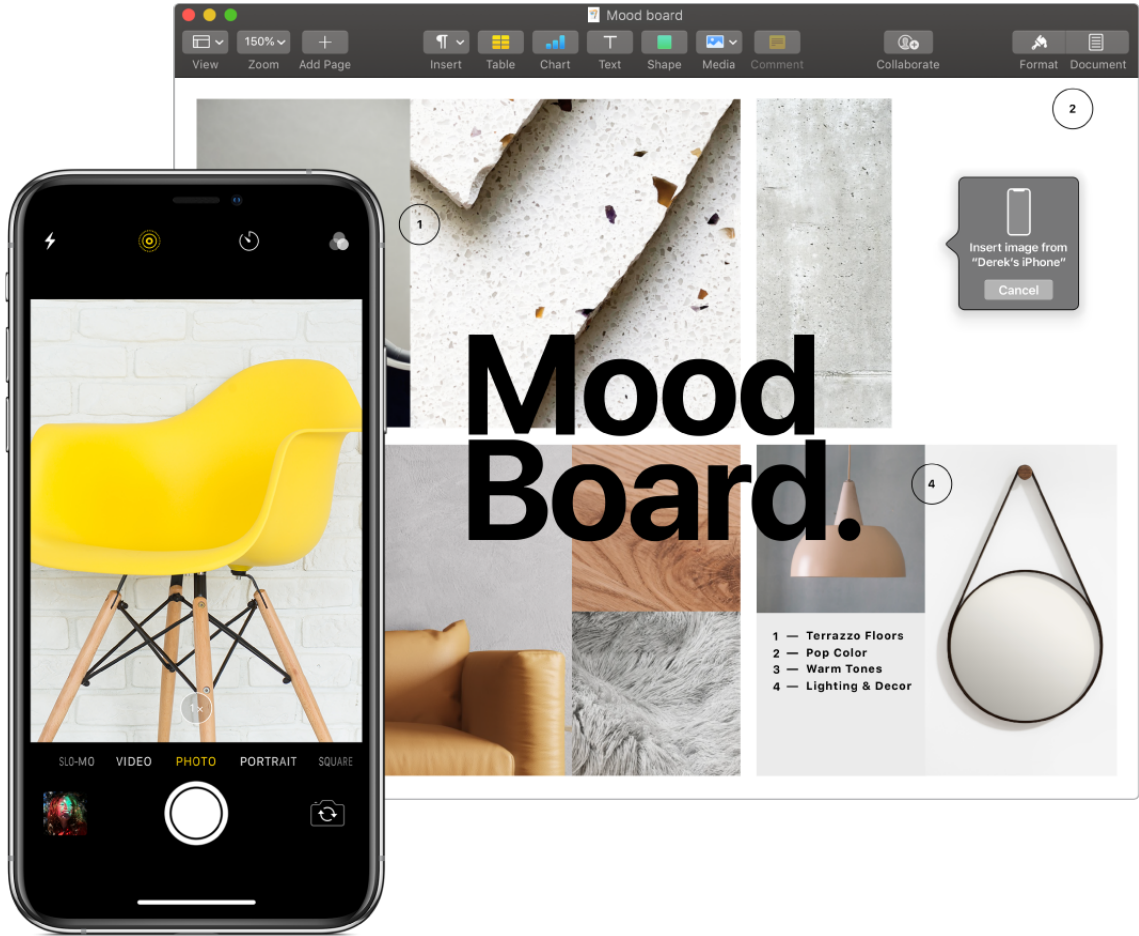 Mood board
150%
View
Zoom
Add Page
Insert
Table
Chart
Text
Shape
Media
Comment
Collaborate
Format
Document
2
1
Insert image from
“Derek’s iPhone”
Cancel
Mood
Board.
4
1 — Terrazzo Floors
2 — Pop Color
3 — Warm Tones
4 — Lighting & Decor
1×
SLO-MO VIDEO PHOTO PORTRAIT SQUARE